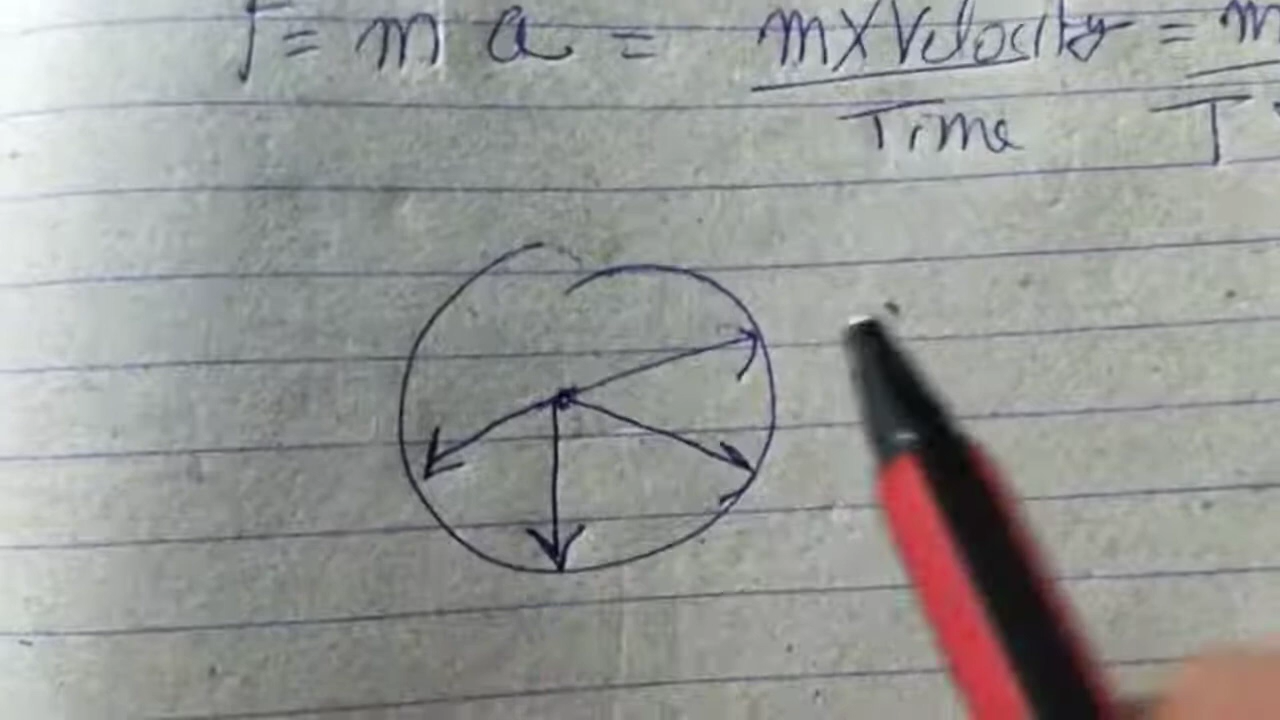 F = m a = m×Velocity = m
Time T